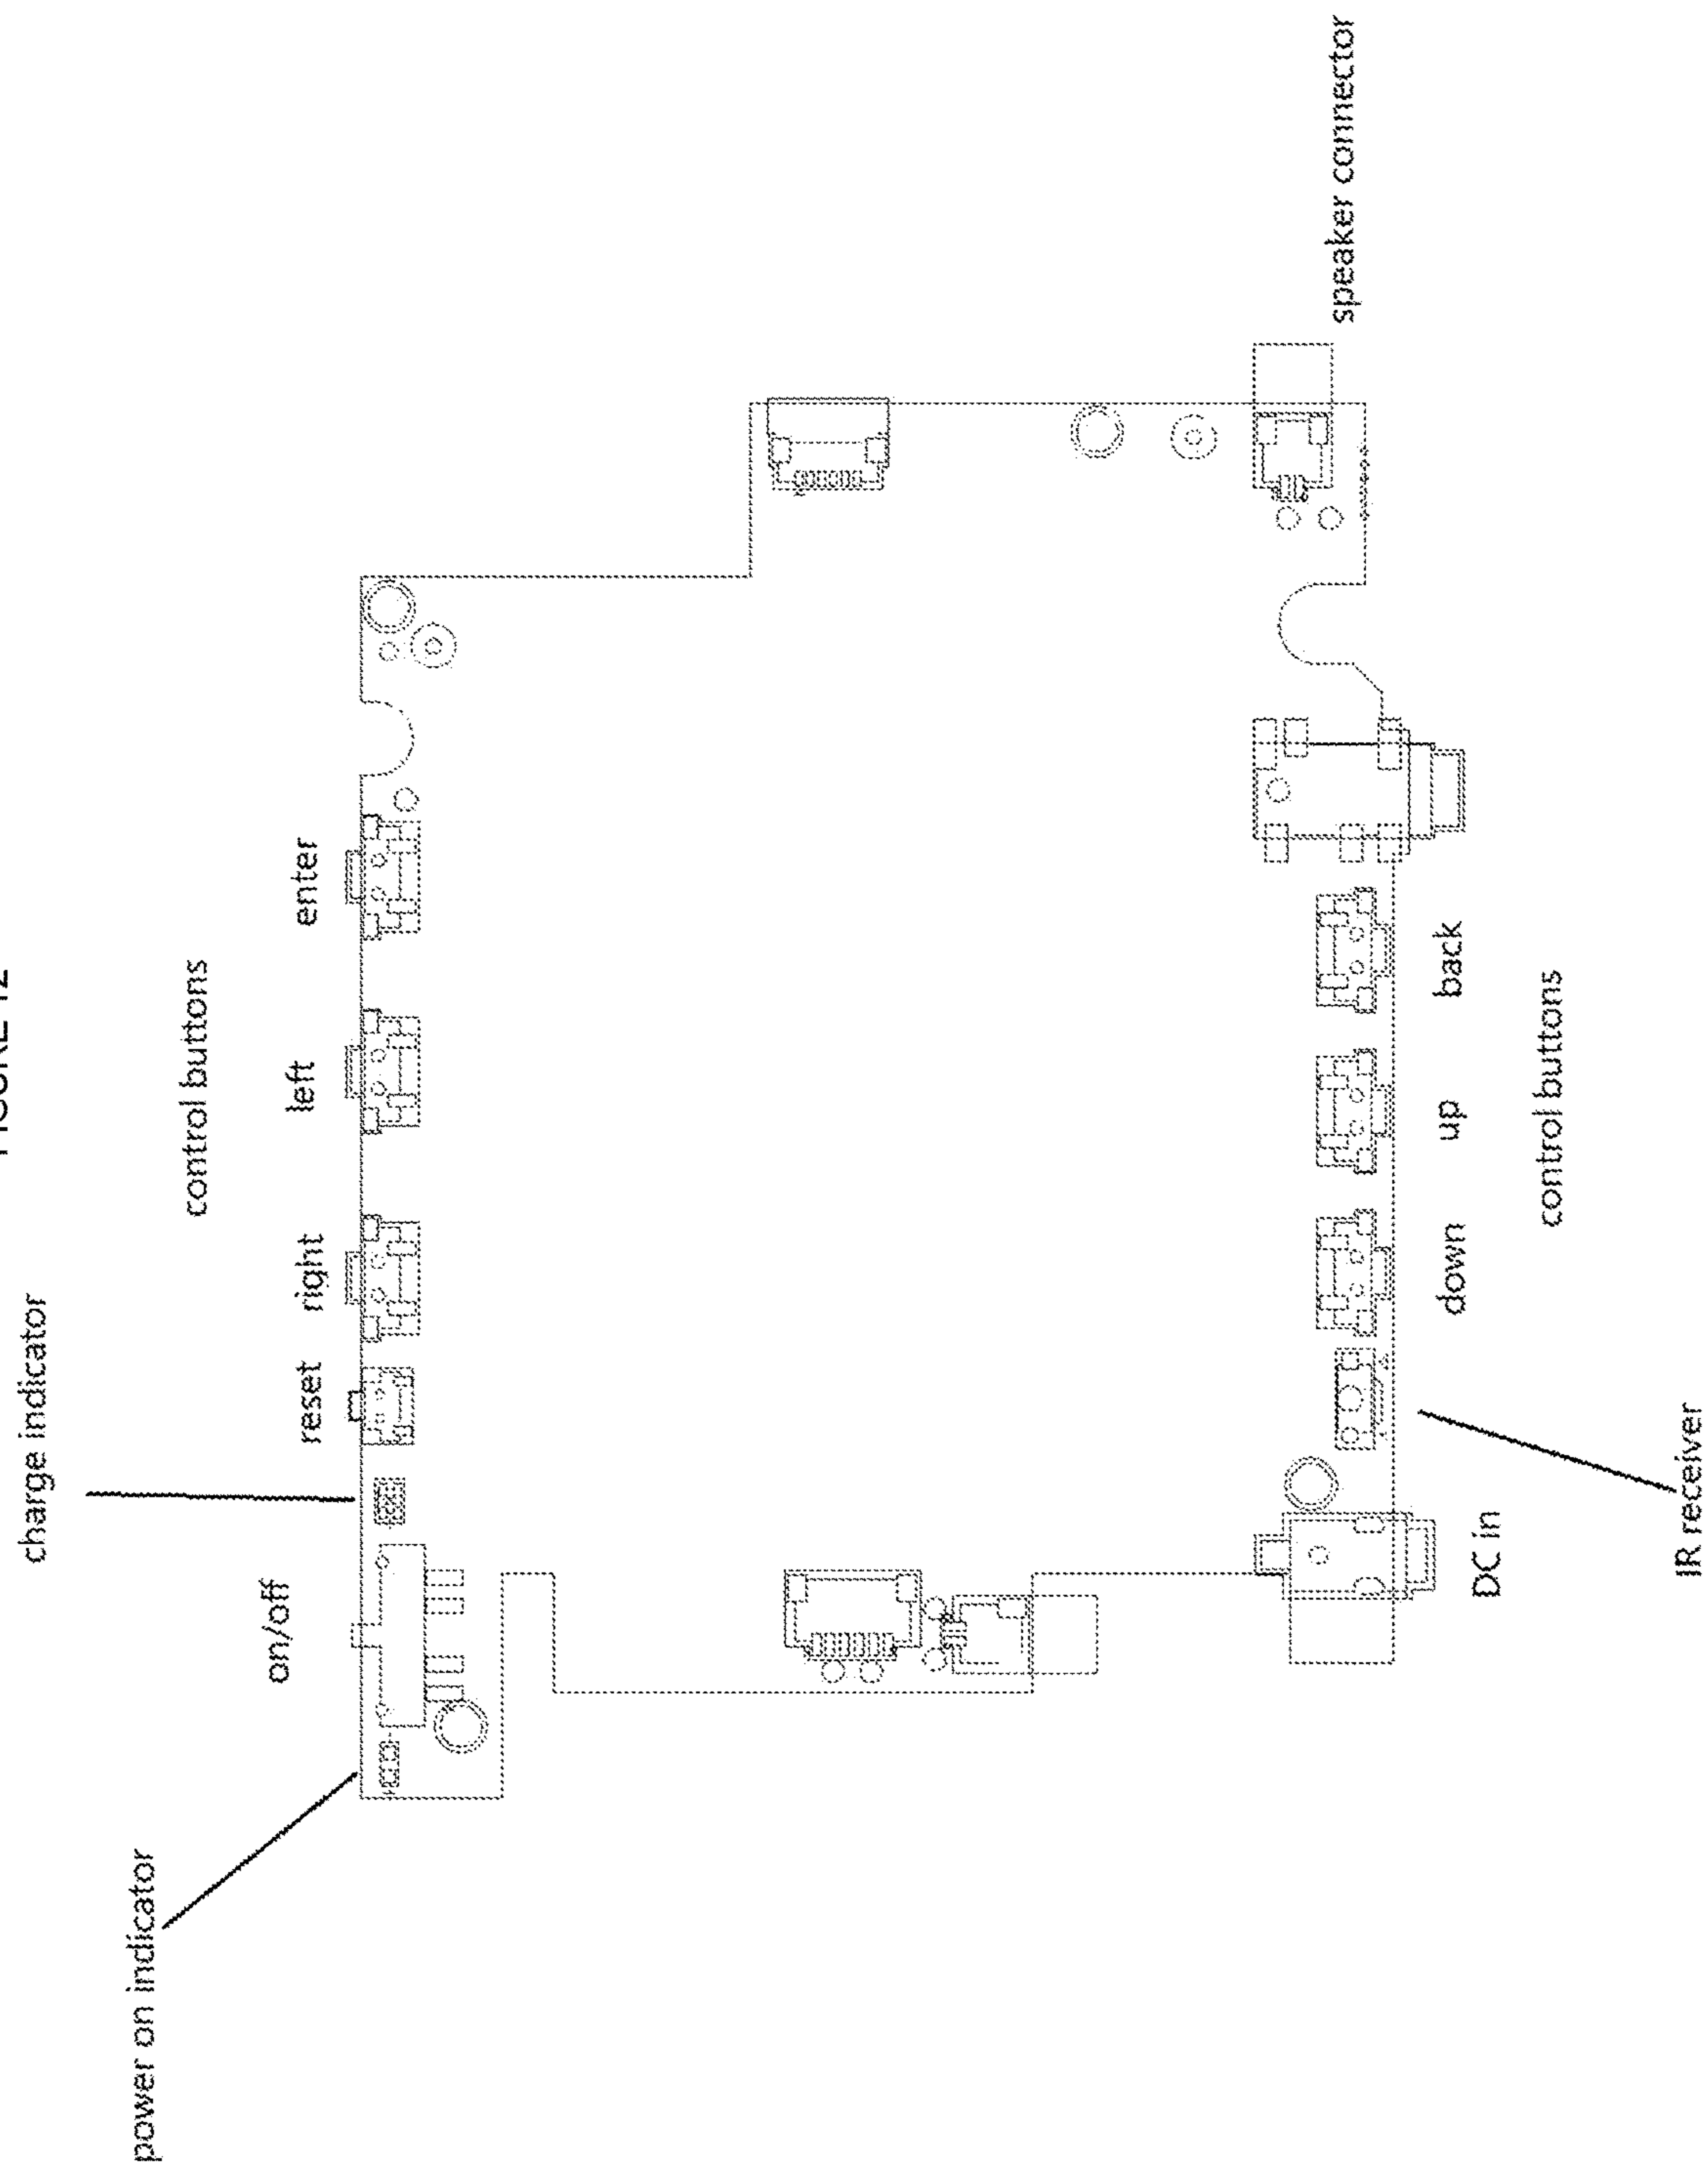 FIGURE 12
charge indicator
power on indicator
control buttons
on/off
reset right left enter
speaker connector
down up back
DC in
control buttons
IR receiver